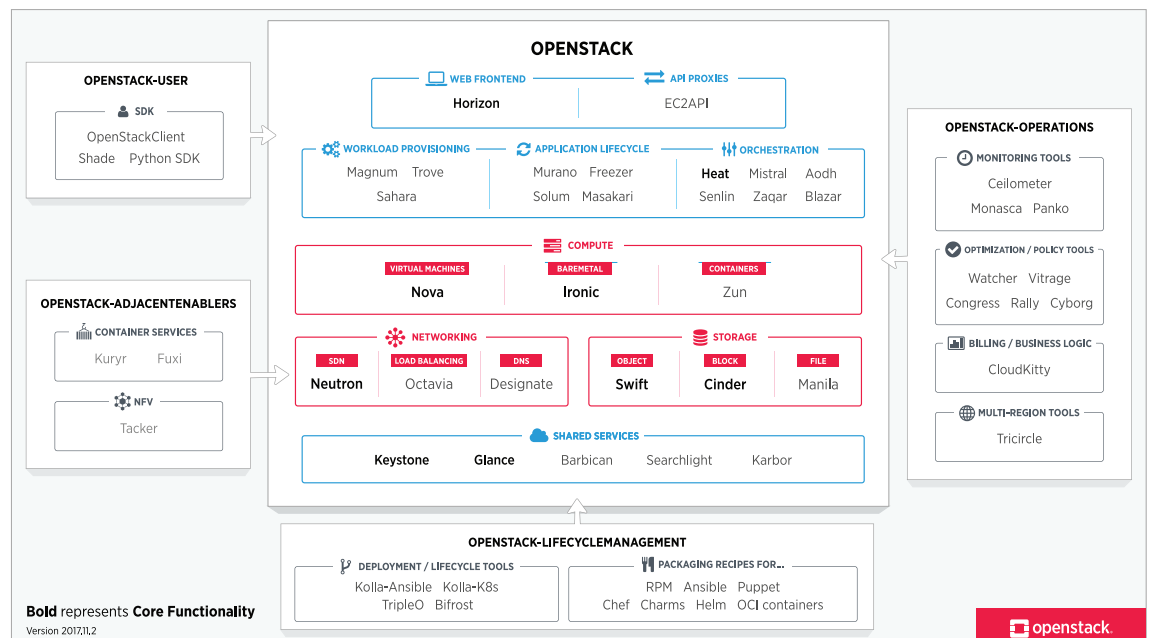 OPENSTACK
WEB FRONTEND
API PROXIES
Horizon
EC2API
WORKLOAD PROVISIONING
APPLICATION LIFECYCLE
ORCHESTRATION
Magnum Trove
Sahara
Murano Freezer
Solum Masakari
Heat Mistral Aodh
Senlin Zaqar Blazar
COMPUTE
VIRTUAL MACHINES
BAREMETAL
CONTAINERS
Nova
Ironic
Zun
NETWORKING
SDN
LOAD BALANCING
DNS
Neutron
Octavia
Designate
STORAGE
OBJECT
BLOCK
FILE
Swift
Cinder
Manila
SHARED SERVICES
Keystone Glance Barbican Searchlight Karbor
OPENSTACK-USER
SDK
OpenStackClient
Shade Python SDK
OPENSTACK-ADJACENTENABLERS
CONTAINER SERVICES
Kuryr Fuxi
NFV
Tacker
OPENSTACK-OPERATIONS
MONITORING TOOLS
Ceilometer
Monasca Panko
OPTIMIZATION / POLICY TOOLS
Watcher Vitrage
Congress Rally Cyborg
BILLING / BUSINESS LOGIC
CloudKitty
MULTI-REGION TOOLS
Tricircle
OPENSTACK-LIFECYCLEMANAGEMENT
DEPLOYMENT / LIFECYCLE TOOLS
Kolla-Ansible Kolla-K8s
TripleO Bifrost
PACKAGING RECIPES FOR...
RPM Ansible Puppet
Chef Charms Helm OCI containers
Bold represents Core Functionality
Version 2017.11.2
openstack.